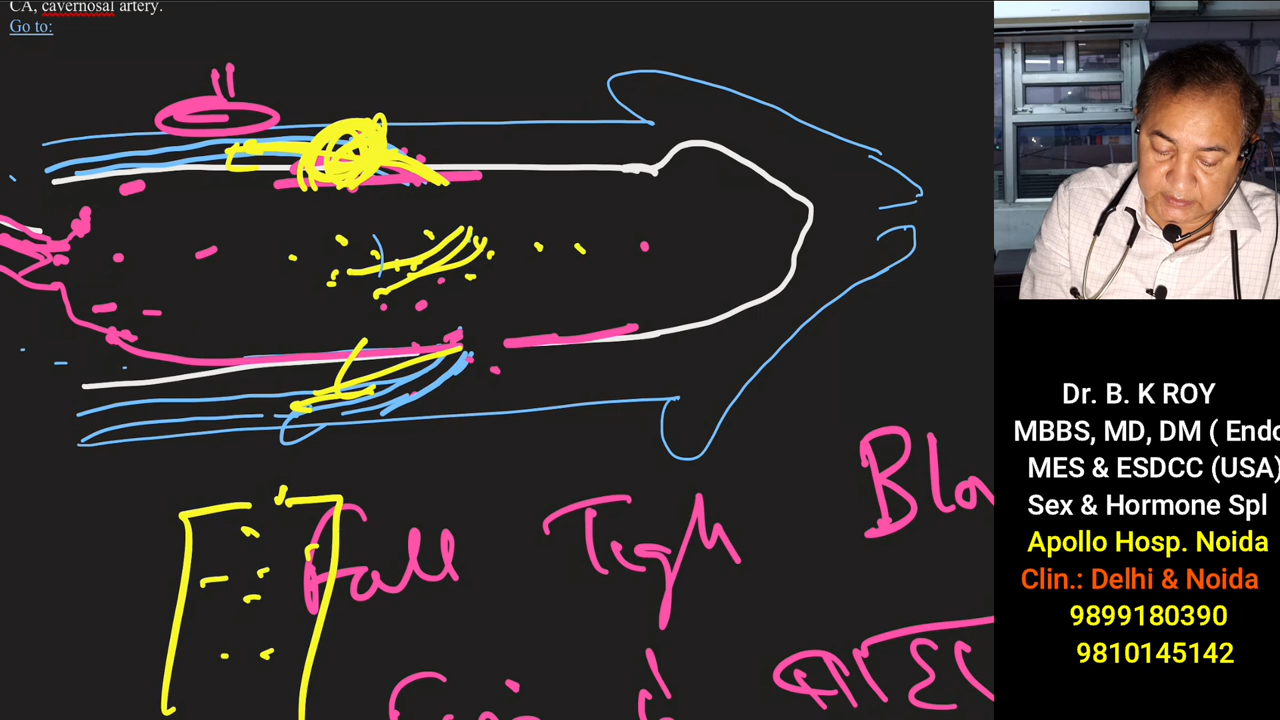 CA, cavernosal artery.
Go to:
Fall Tigh Blo
Dr. B. K ROY
MBBS, MD, DM ( Endo
MES & ESDCC (USA)
Sex & Hormone Spl
Apollo Hosp. Noida
Clin.: Delhi & Noida
9899180390
9810145142